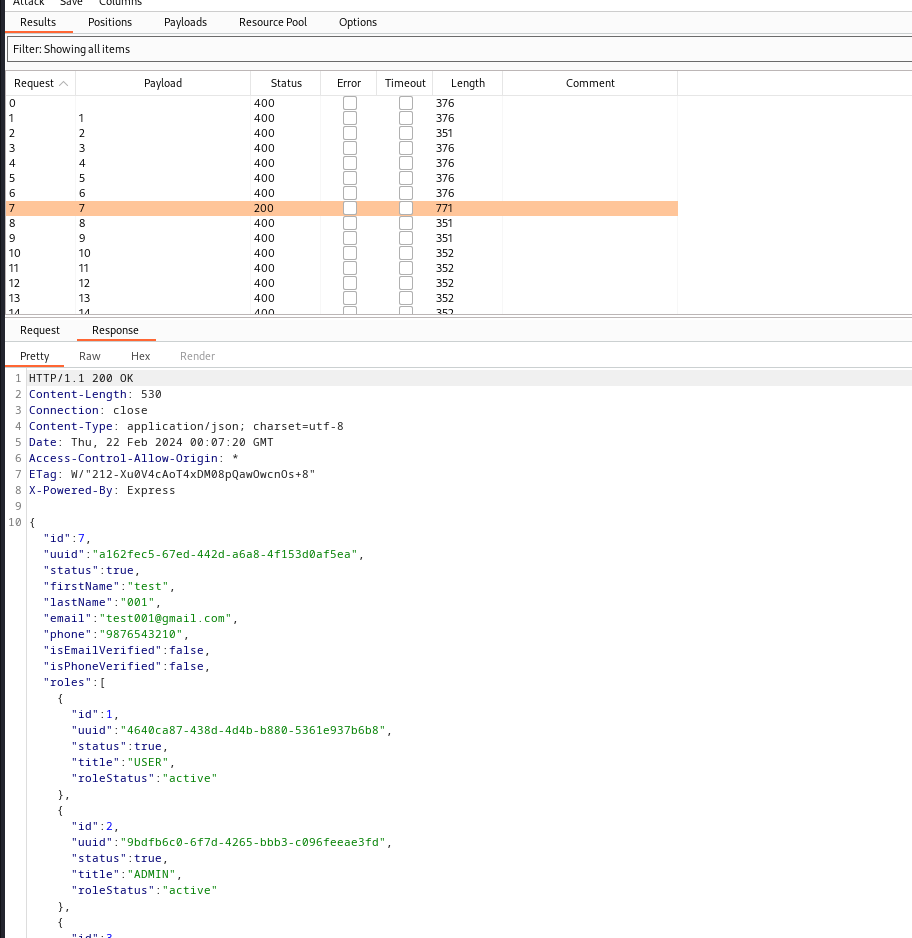 Attack Save Columns
Results Positions Payloads Resource Pool Options
Filter: Showing all items
Request Payload Status Error Timeout Length Comment
0 400 376
1 1 400 376
2 2 400 351
3 3 400 376
4 4 400 376
5 5 400 376
6 6 400 376
7 7 200 771
8 8 400 351
9 9 400 351
10 10 400 352
11 11 400 352
12 12 400 352
13 13 400 352
14 14 400 352
Request Response
Pretty Raw Hex Render
1 HTTP/1.1 200 OK
2 Content-Length: 530
3 Connection: close
4 Content-Type: application/json; charset=utf-8
5 Date: Thu, 22 Feb 2024 00:07:20 GMT
6 Access-Control-Allow-Origin: *
7 ETag: W/"212-Xu0V4cAoT4xDM08pQawOwcnOs+8"
8 X-Powered-By: Express
9
10 {
"id":7,
"uuid":"a162fec5-67ed-442d-a6a8-4f153d0af5ea",
"status":true,
"firstName":"test",
"lastName":"001",
"email":"test001@gmail.com",
"phone":"9876543210",
"isEmailVerified":false,
"isPhoneVerified":false,
"roles":[
{
"id":1,
"uuid":"4640ca87-438d-4d4b-b880-5361e937b6b8",
"status":true,
"title":"USER",
"roleStatus":"active"
},
{
"id":2,
"uuid":"9bdfb6c0-6f7d-4265-bbb3-c096feeae3fd",
"status":true,
"title":"ADMIN",
"roleStatus":"active"
},
{
"id":3,